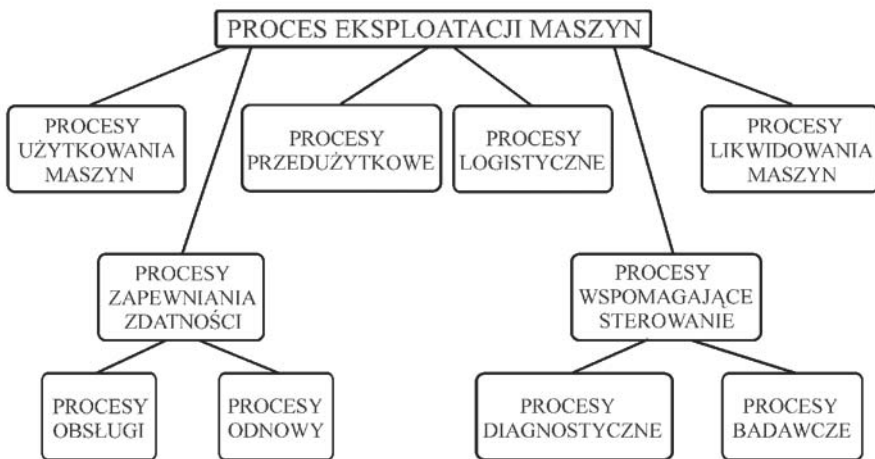 PROCES EKSPLOATACJI MASZYN
PROCESY
UŻYTKOWANIA
MASZYN
PROCESY
PRZEDUŻYTKOWE
PROCESY
LOGISTYCZNE
PROCESY
LIKWIDOWANIA
MASZYN
PROCESY
ZAPEWNIANIA
ZDATNOŚCI
PROCESY
WSPOMAGAJĄCE
STEROWANIE
PROCESY
OBSŁUGI
PROCESY
ODNOWY
PROCESY
DIAGNOSTYCZNE
PROCESY
BADAWCZE